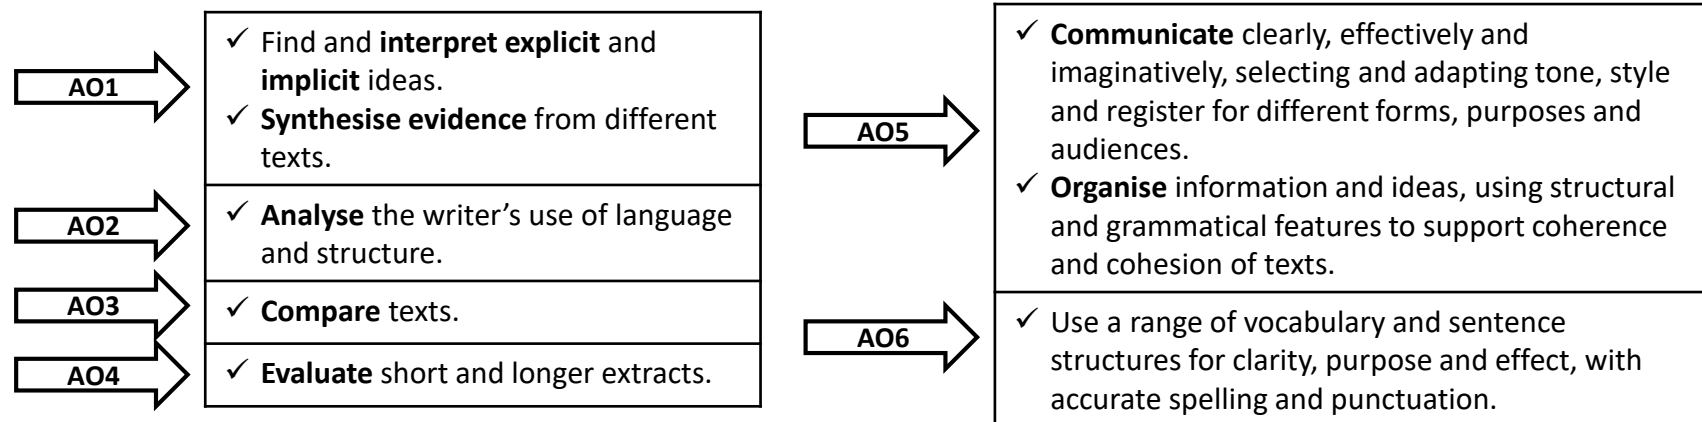 AO1
✓ Find and interpret explicit and
implicit ideas.
✓ Synthesise evidence from different
texts.
AO2
✓ Analyse the writer’s use of language
and structure.
AO3
✓ Compare texts.
AO4
✓ Evaluate short and longer extracts.
AO5
✓ Communicate clearly, effectively and
imaginatively, selecting and adapting tone, style
and register for different forms, purposes and
audiences.
✓ Organise information and ideas, using structural
and grammatical features to support coherence
and cohesion of texts.
AO6
✓ Use a range of vocabulary and sentence
structures for clarity, purpose and effect, with
accurate spelling and punctuation.